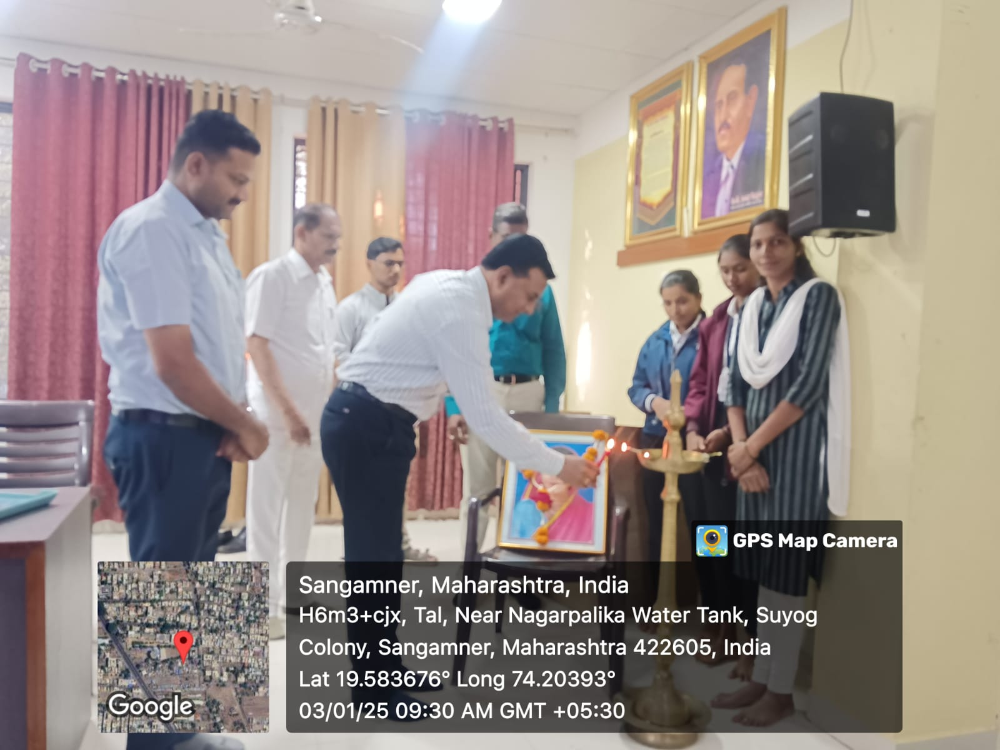 GPS Map Camera
Sangamner, Maharashtra, India
H6m3+cjx, Tal, Near Nagarpalika Water Tank, Suyog
Colony, Sangamner, Maharashtra 422605, India
Lat 19.583676° Long 74.20393°
03/01/25 09:30 AM GMT +05:30
Google